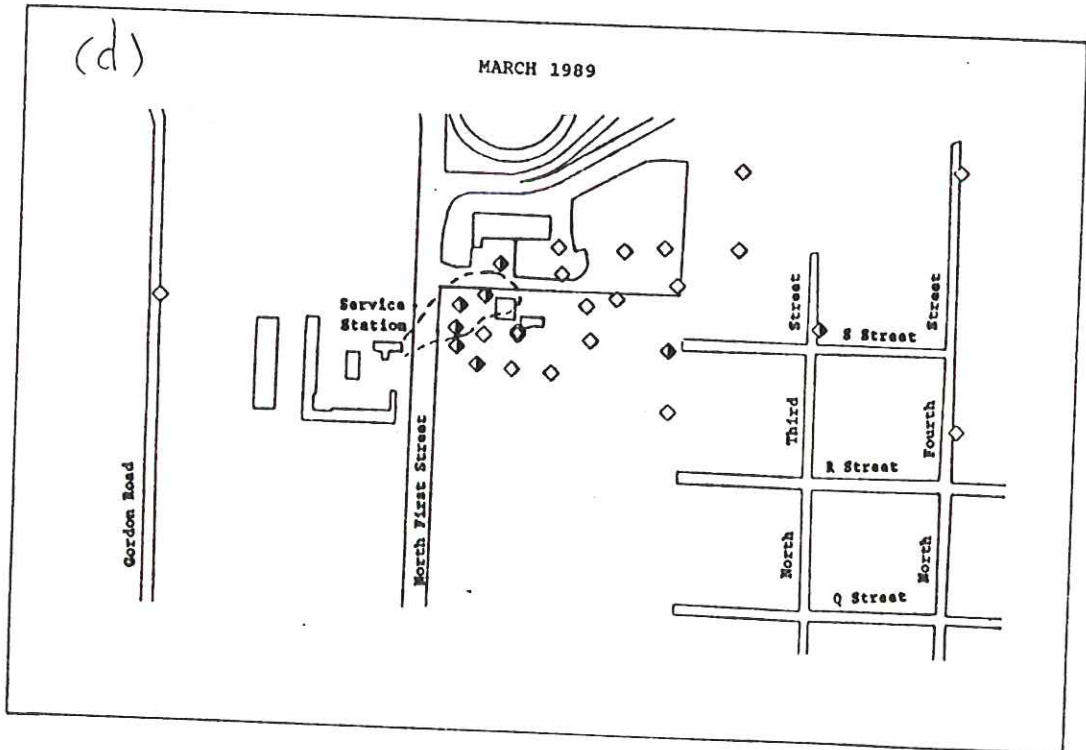 (d)
MARCH 1989
Service
Station
Gordon Road
North First Street
North Third Street
North Fourth Street
S Street
R Street
Q Street